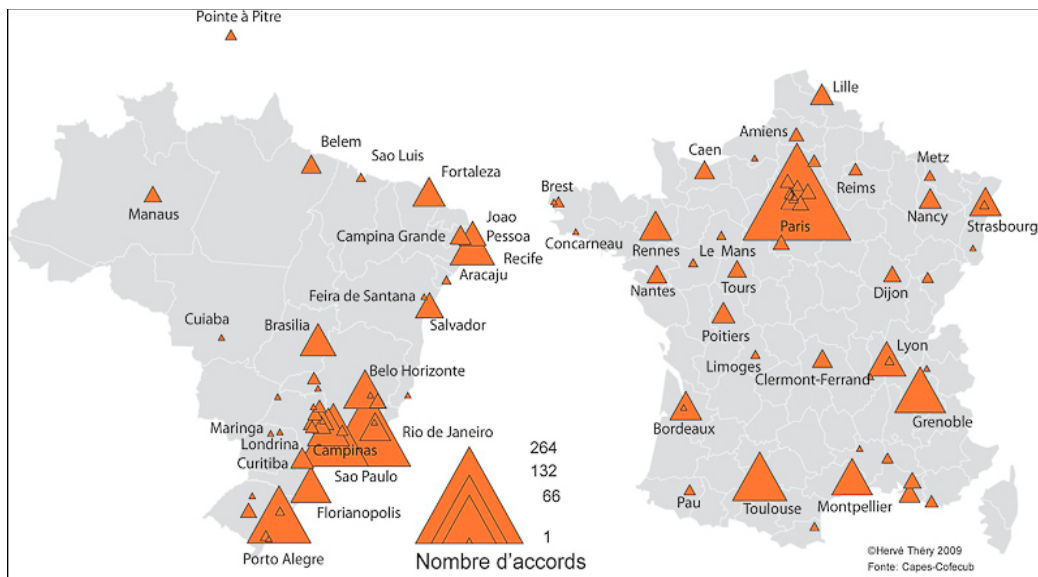 Pointe à Pitre
Belem
Sao Luis
Fortaleza
Manaus
Joao
Pessoa
Campina Grande
Recife
Aracaju
Feira de Santana
Salvador
Cuiaba
Brasilia
Belo Horizonte
Maringa
Londrina
Rio de Janeiro
Campinas
Curitiba
Sao Paulo
Florianopolis
Porto Alegre
264
132
66
1
Nombre d'accords
Lille
Amiens
Caen
Metz
Reims
Brest
Nancy
Strasbourg
Paris
Concarneau
Rennes
Le Mans
Nantes
Tours
Dijon
Poitiers
Lyon
Limoges
Clermont-Ferrand
Bordeaux
Grenoble
Pau
Toulouse
Montpellier
©Hervé Théry 2009
Fonte: Capes-Cofecub